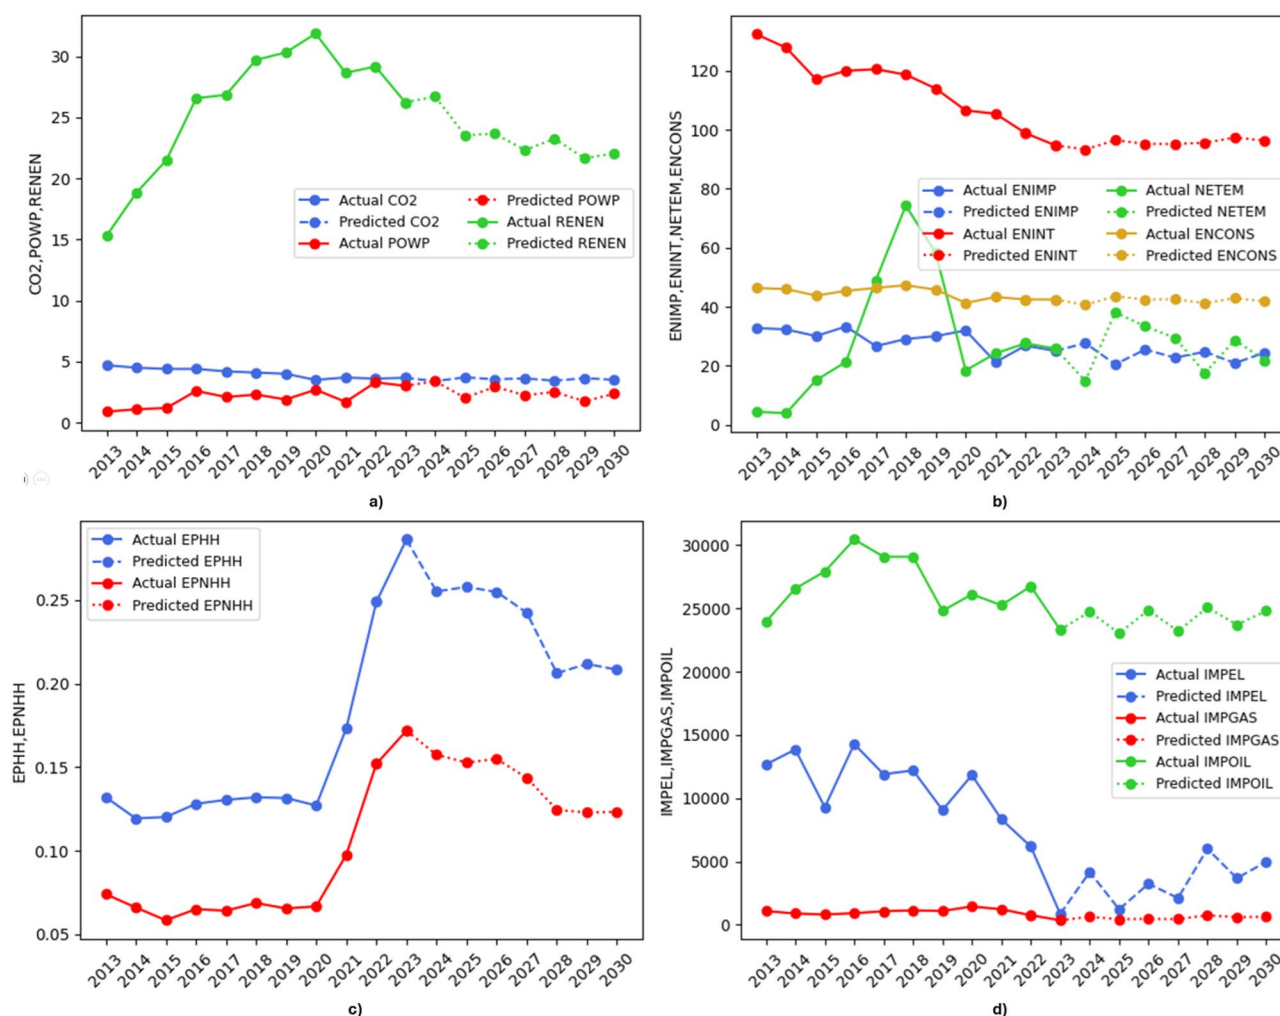 CO2,POWP,RENEN
30
25
20
15
10
5
0
Actual CO2
Predicted CO2
Actual POWP
Predicted POWP
Actual RENEN
Predicted RENEN
2013 2014 2015 2016 2017 2018 2019 2020 2021 2022 2023 2024 2025 2026 2027 2028 2029 2030
a)
ENIMP,ENINT,NETEM,ENCONS
120
100
80
60
40
20
0
Actual ENIMP
Predicted ENIMP
Actual ENINT
Predicted ENINT
Actual NETEM
Predicted NETEM
Actual ENCONS
Predicted ENCONS
2013 2014 2015 2016 2017 2018 2019 2020 2021 2022 2023 2024 2025 2026 2027 2028 2029 2030
b)
EPHH,EPNHH
0.25
0.20
0.15
0.10
0.05
Actual EPHH
Predicted EPHH
Actual EPNHH
Predicted EPNHH
2013 2014 2015 2016 2017 2018 2019 2020 2021 2022 2023 2024 2025 2026 2027 2028 2029 2030
c)
IMPEL,IMPGAS,IMPOIL
30000
25000
20000
15000
10000
5000
0
Actual IMPEL
Predicted IMPEL
Actual IMPGAS
Predicted IMPGAS
Actual IMPOIL
Predicted IMPOIL
2013 2014 2015 2016 2017 2018 2019 2020 2021 2022 2023 2024 2025 2026 2027 2028 2029 2030
d)